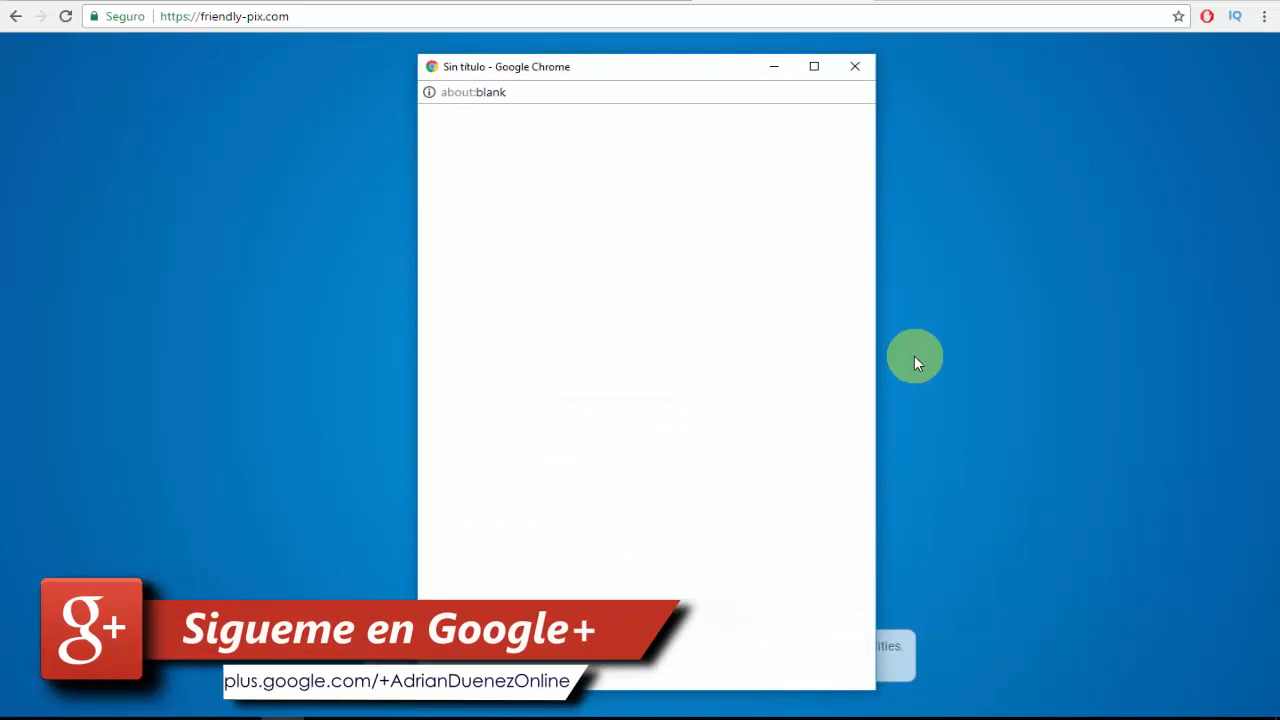 Seguro
https://friendly-pix.com
IQ
Sin título - Google Chrome
about:blank
ities.
g+
Sigueme en Google+
plus.google.com/+AdrianDuenezOnline